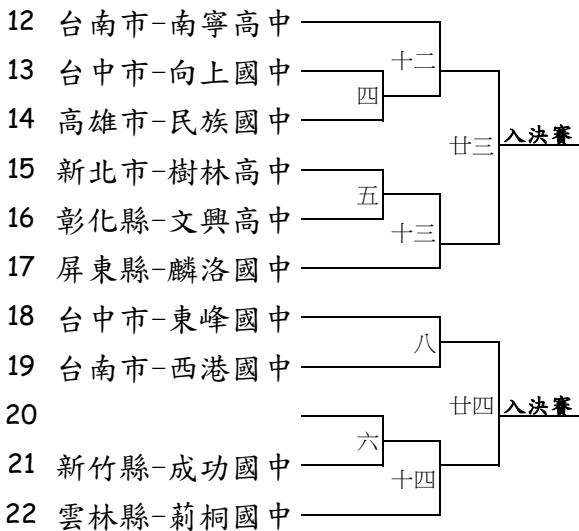 12 台南市-南寧高中
十二
13 台中市-向上國中
四
14 高雄市-民族國中
廿三 入決賽
15 新北市-樹林高中
五
16 彰化縣-文興高中
十三
17 屏東縣-麟洛國中
18 台中市-東峰國中
八
19 台南市-西港國中
20
廿四 入決賽
六
21 新竹縣-成功國中
十四
22 雲林縣-莿桐國中